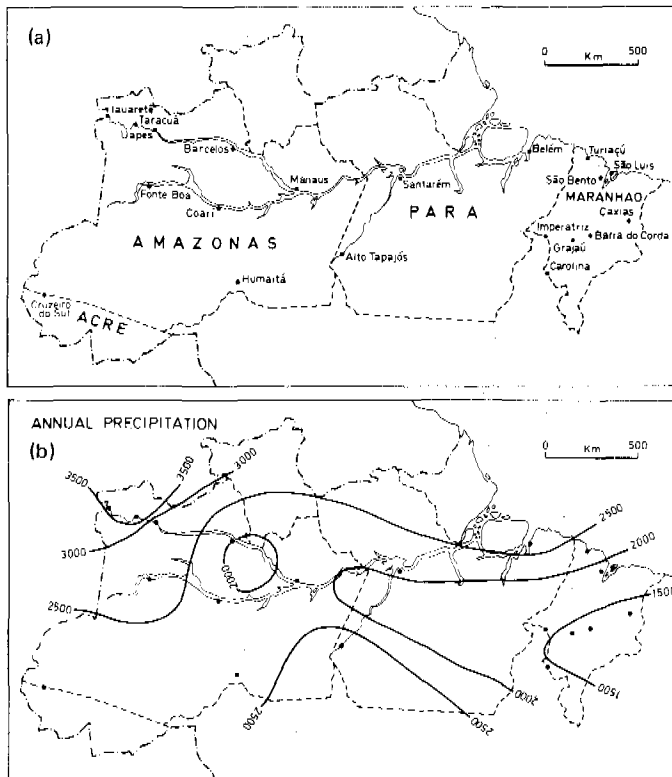 (a)
0 500
Km
Iauaretê
Taracuá
Uapes
Barcelos
Manaus
Fonte Boa
Coari
Santarém
Belém
Turiaçú
São Luis
São Bento
MARANHAO
Caxias
Imperatriz
Barra do Corda
Grajaú
Carolina
PARA
AMAZONAS
Alto Tapajós
Humaitá
Cruzeiro
do Sul
ACRE
ANNUAL PRECIPITATION
(b)
0 500
Km
3500
3500
3000
3000
2500
2500
2000
2000
1500
1500
2000
2500
2500